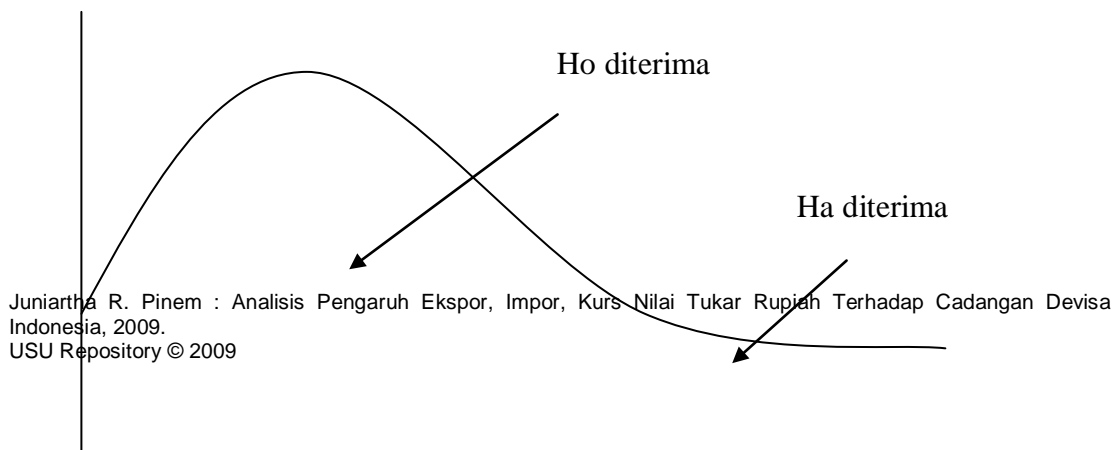 Ho diterima
Ha diterima
Juniartha R. Pinem : Analisis Pengaruh Ekspor, Impor, Kurs Nilai Tukar Rupiah Terhadap Cadangan Devisa
Indonesia, 2009.
USU Repository © 2009